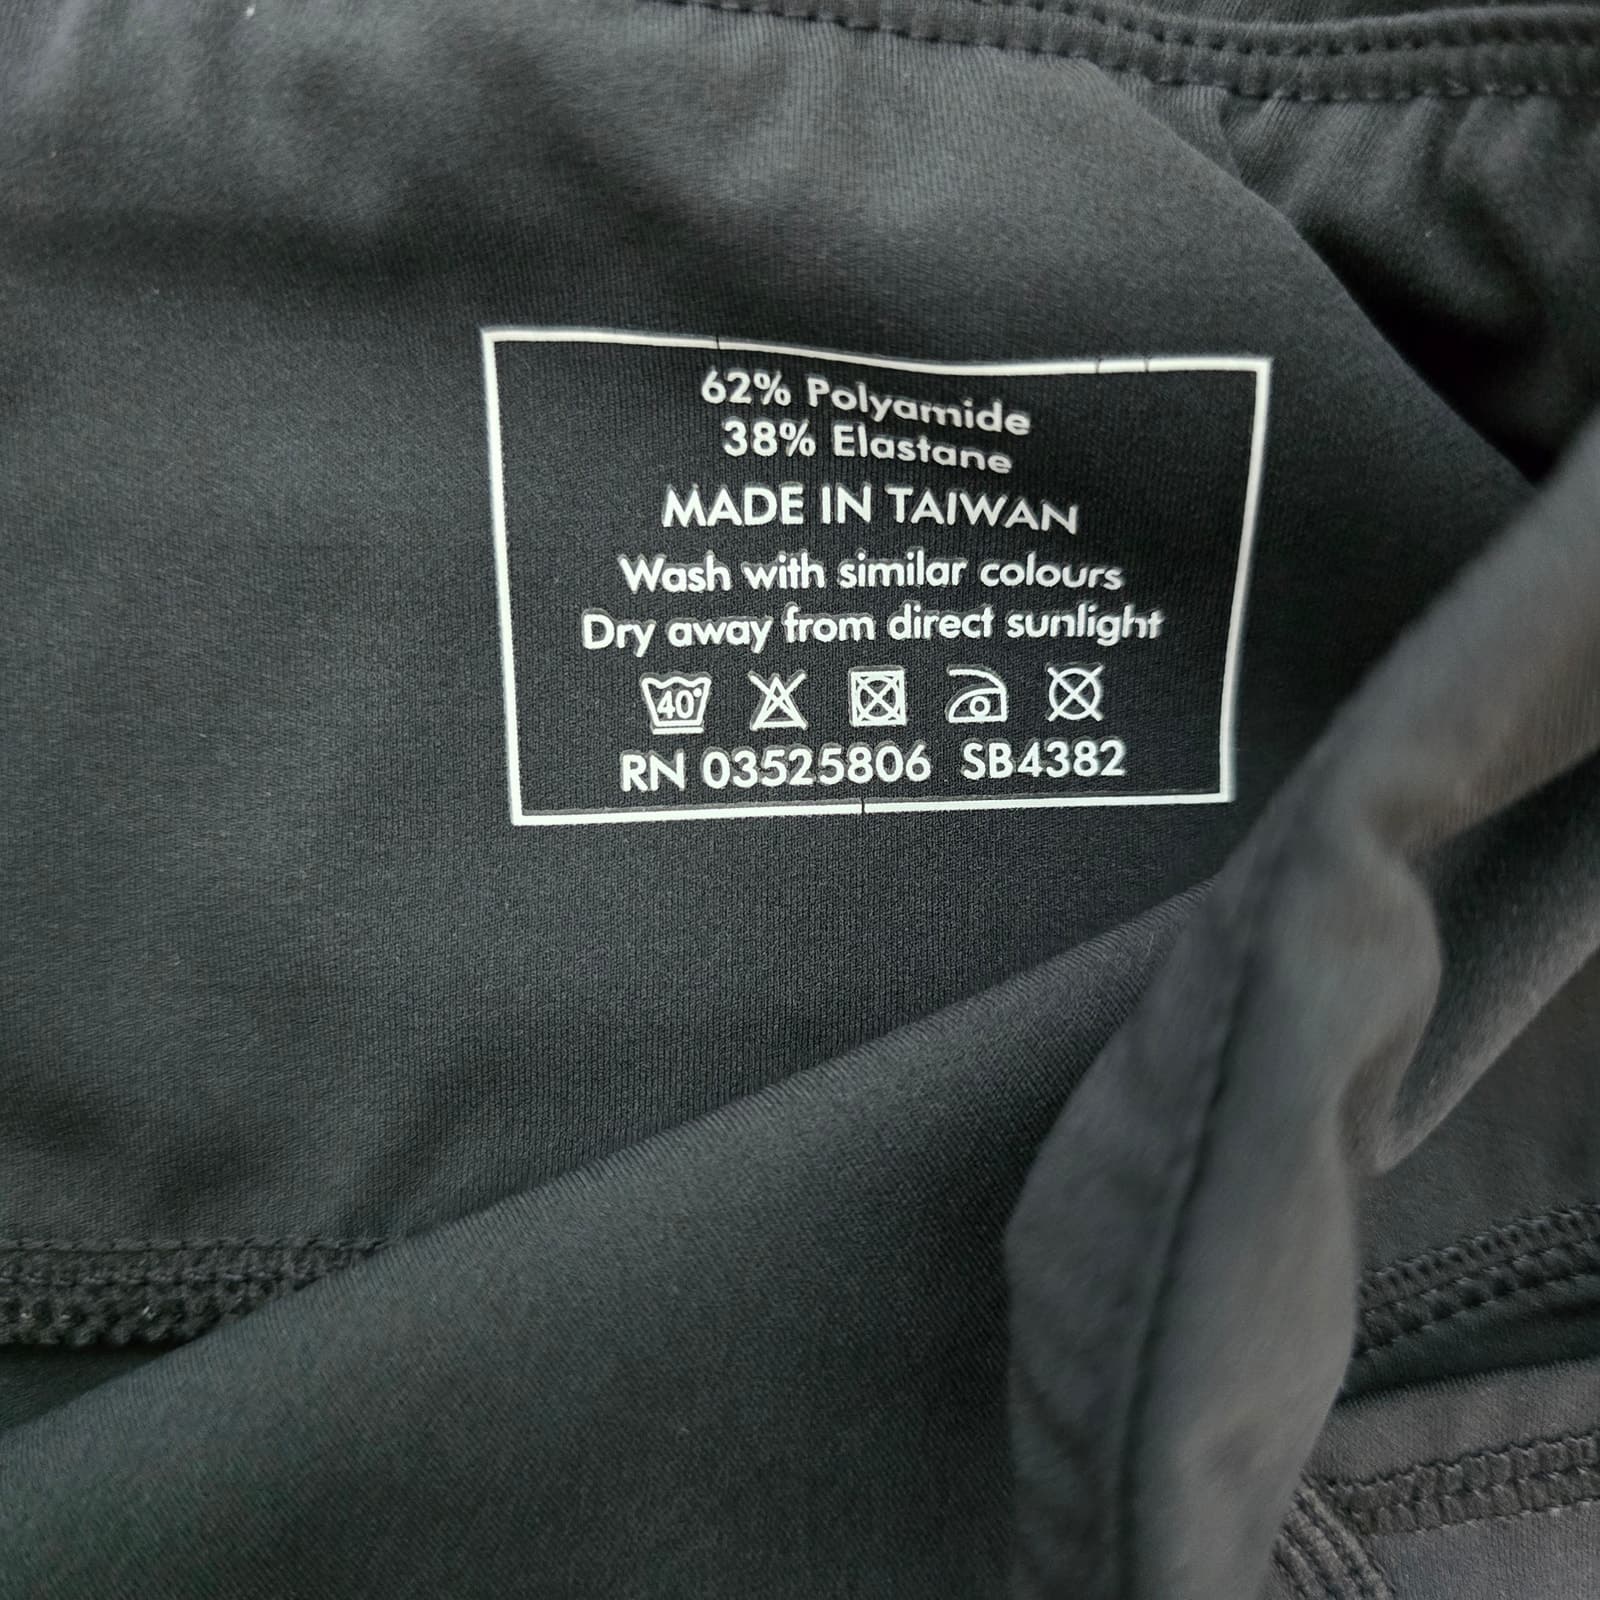 62% Polyamide
38% Elastane
MADE IN TAIWAN
Wash with similar colours
Dry away from direct sunlight
40°
RN 03525806 SB4382